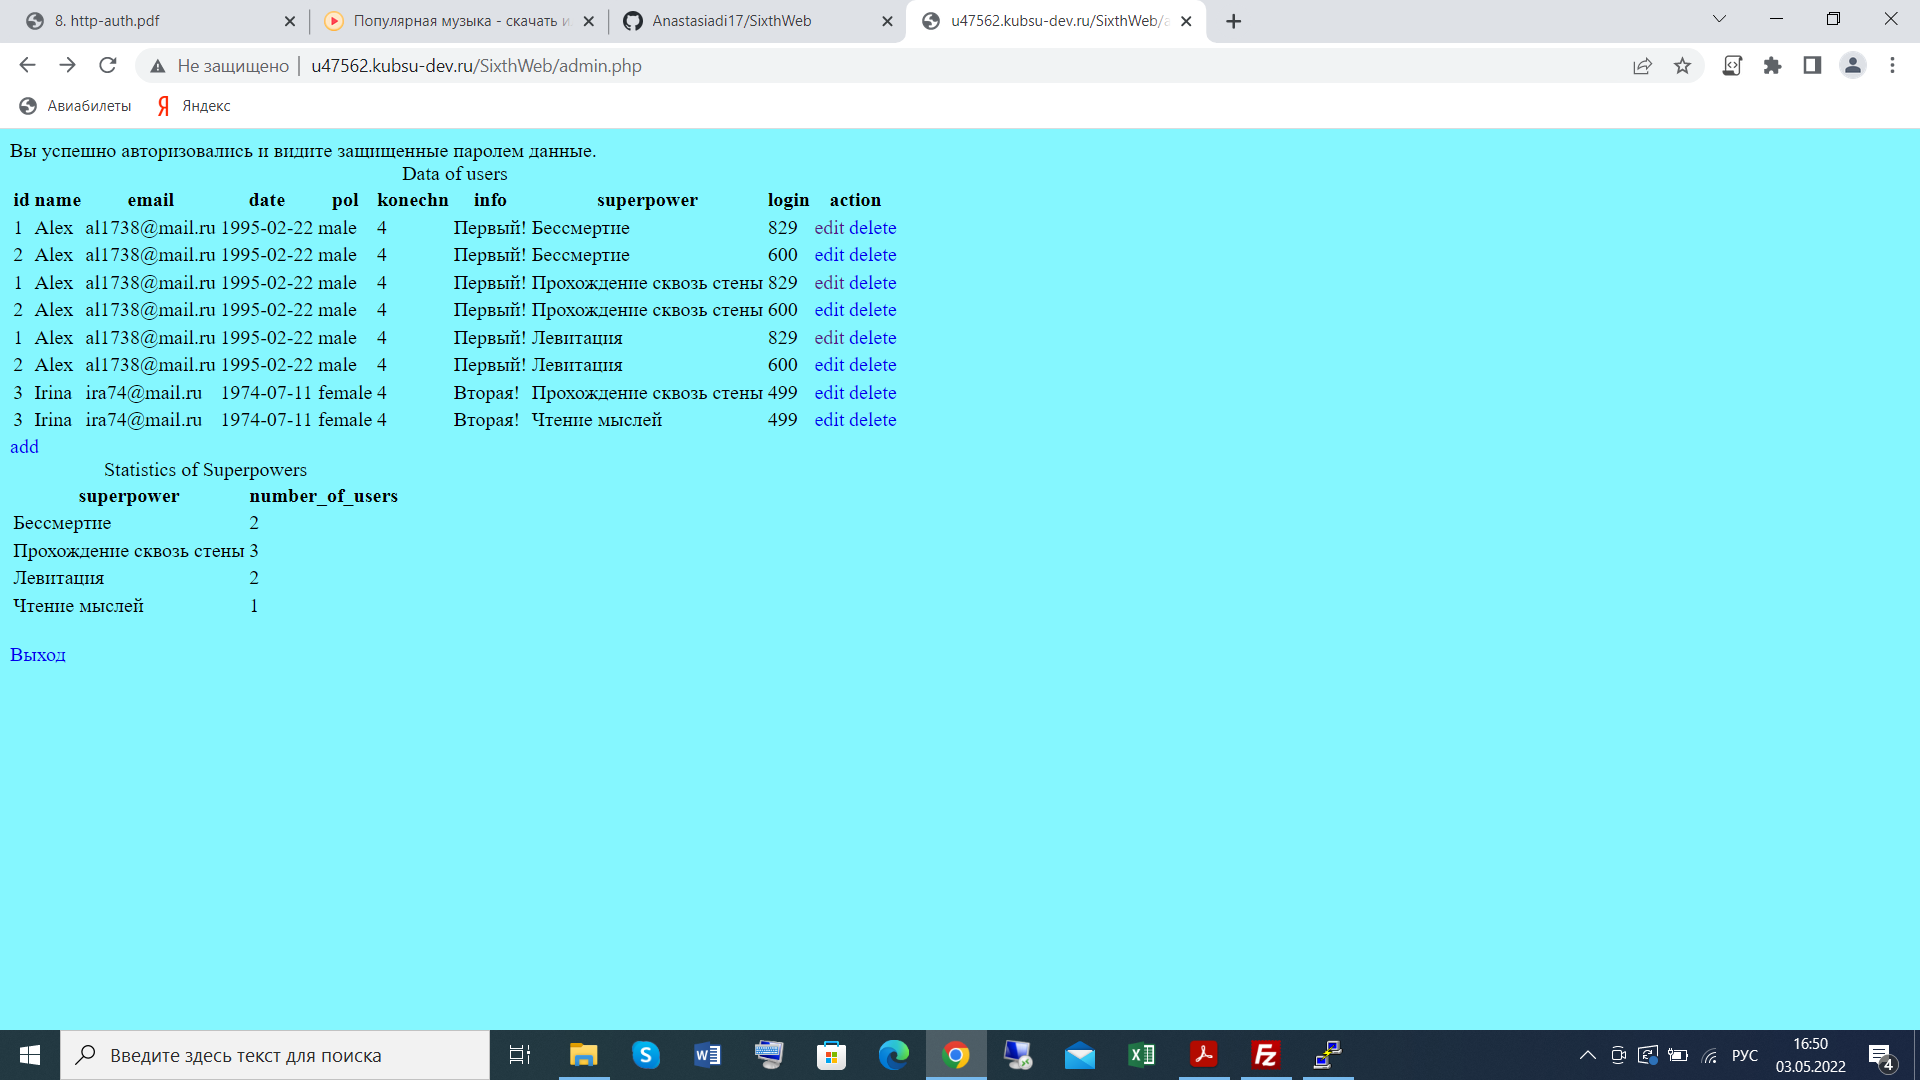 8. http-auth.pdf
Популярная музыка - скачать и
Anastasiadi17/SixthWeb
u47562.kubsu-dev.ru/SixthWeb/a
Не защищено | u47562.kubsu-dev.ru/SixthWeb/admin.php
Авиабилеты Я Яндекс
Вы успешно авторизовались и видите защищенные паролем данные.
Data of users
id name email date pol konechn info superpower login action
1 Alex al1738@mail.ru 1995-02-22 male 4 Первый! Бессмертие 829 edit delete
2 Alex al1738@mail.ru 1995-02-22 male 4 Первый! Бессмертие 600 edit delete
1 Alex al1738@mail.ru 1995-02-22 male 4 Первый! Прохождение сквозь стены 829 edit delete
2 Alex al1738@mail.ru 1995-02-22 male 4 Первый! Прохождение сквозь стены 600 edit delete
1 Alex al1738@mail.ru 1995-02-22 male 4 Первый! Левитация 829 edit delete
2 Alex al1738@mail.ru 1995-02-22 male 4 Первый! Левитация 600 edit delete
3 Irina ira74@mail.ru 1974-07-11 female 4 Вторая! Прохождение сквозь стены 499 edit delete
3 Irina ira74@mail.ru 1974-07-11 female 4 Вторая! Чтение мыслей 499 edit delete
add
Statistics of Superpowers
superpower number_of_users
Бессмертие 2
Прохождение сквозь стены 3
Левитация 2
Чтение мыслей 1
Выход
Введите здесь текст для поиска
РУС
16:50
03.05.2022
4